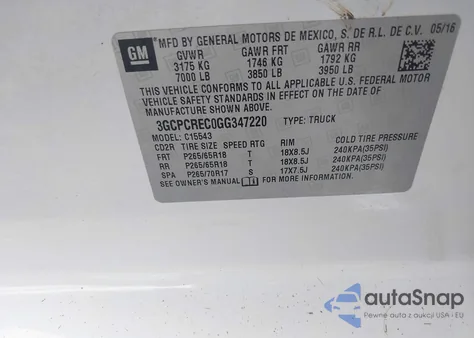 GM
MFD BY GENERAL MOTORS DE MEXICO, S. DE R.L. DE C.V. 05/16
GVWR GAWR FRT GAWR RR
3175 KG 1746 KG 1792 KG
7000 LB 3850 LB 3950 LB
THIS VEHICLE CONFORMS TO ALL APPLICABLE U.S. FEDERAL MOTOR
VEHICLE SAFETY STANDARDS IN EFFECT ON THE DATE OF
MANUFACTURE SHOWN ABOVE.
3GCPCREC0GG347220 TYPE: TRUCK
MODEL: C15543
CD2R TIRE SIZE SPEED RTG RIM COLD TIRE PRESSURE
FRT P265/65R18 T 18X8.5J 240KPA(35PSI)
RR P265/65R18 T 18X8.5J 240KPA(35PSI)
SPA P265/70R17 S 17X7.5J 240KPA(35PSI)
SEE OWNER'S MANUAL
autoSnap
Pewne auta z aukcji USA i EU